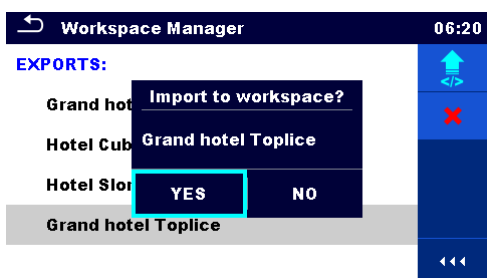 Workspace Manager
06:20
EXPORTS:
Grand hot
Hotel Cub
Hotel Slo
Grand hotel Toplice
Import to workspace?
Grand hotel Toplice
YES
NO
</>